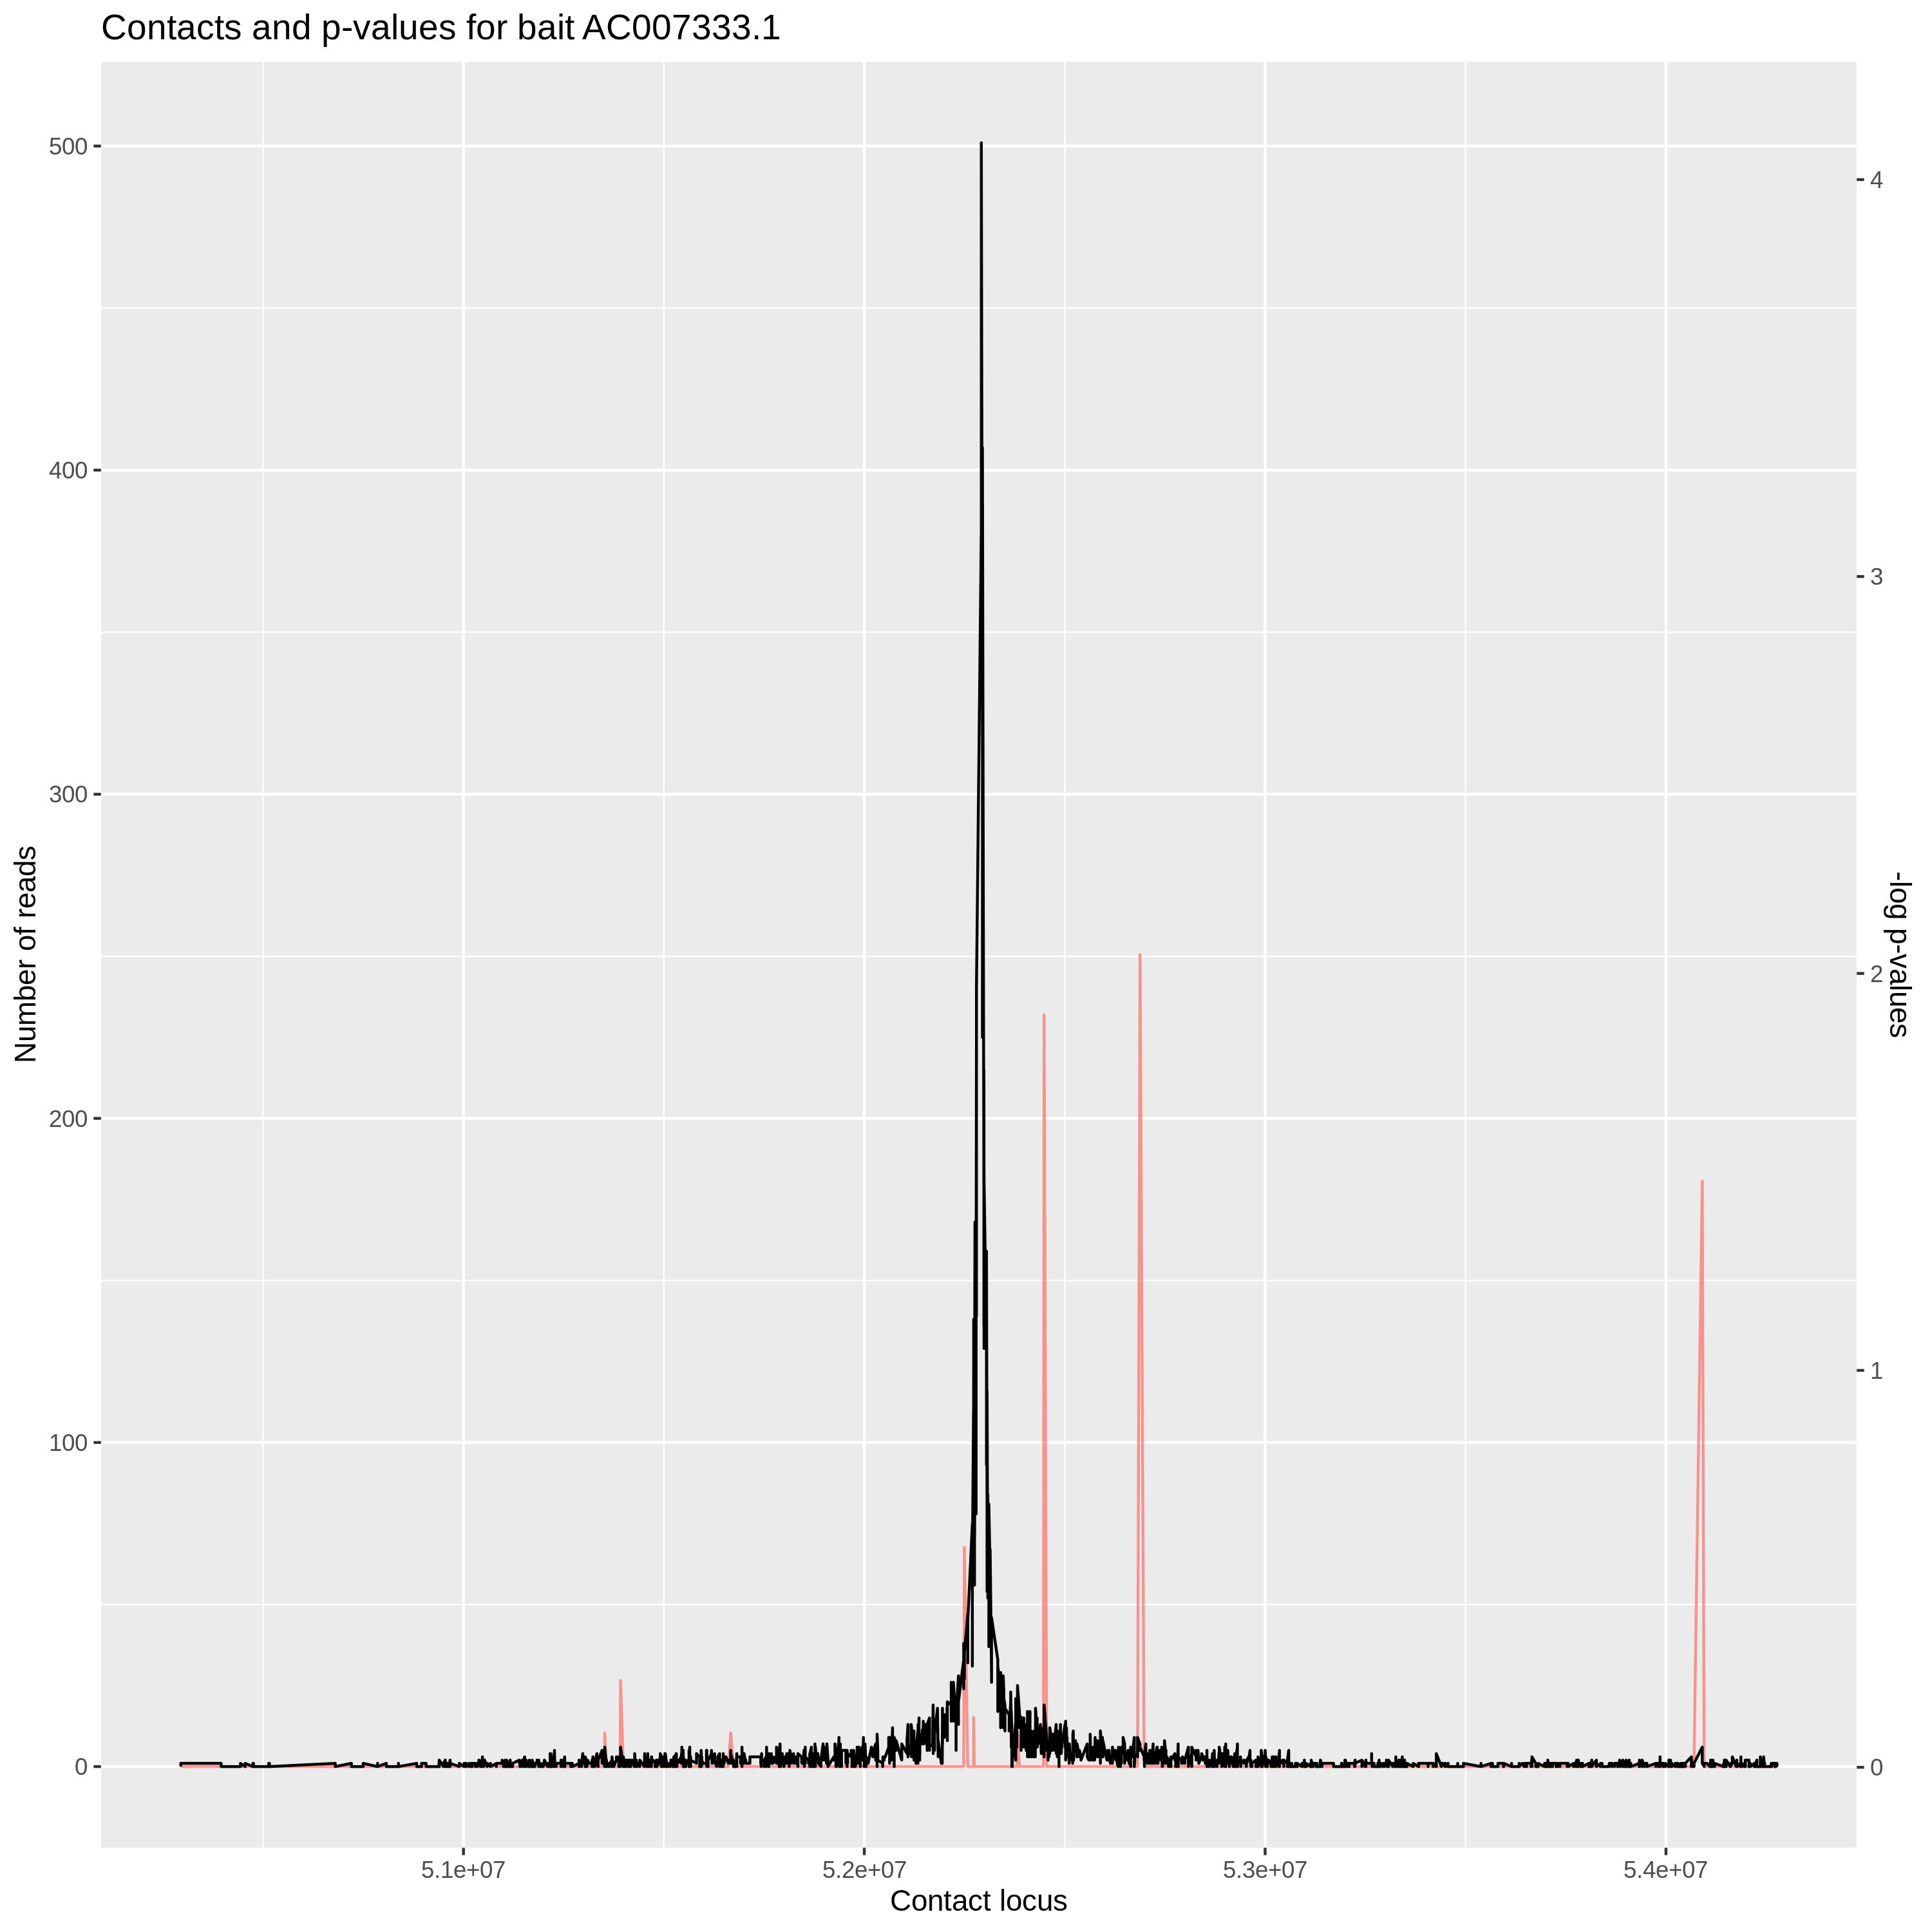 Contacts and p-values for bait AC007333.1
500
400
300
200
100
0
Number of reads
4
3
2
1
0
-log p-values
5.1e+07 5.2e+07 5.3e+07 5.4e+07
Contact locus